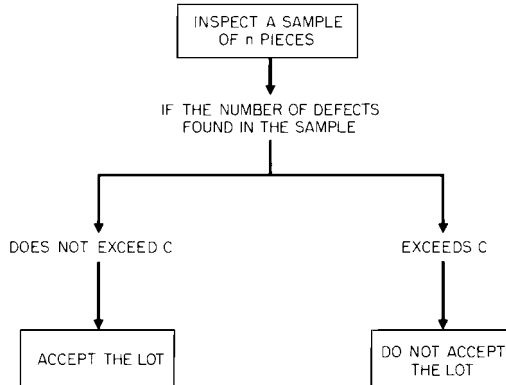 INSPECT A SAMPLE
OF n PIECES
IF THE NUMBER OF DEFECTS
FOUND IN THE SAMPLE
DOES NOT EXCEED C
EXCEEDS C
ACCEPT THE LOT
DO NOT ACCEPT
THE LOT